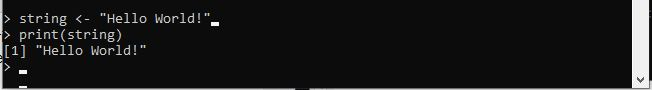 > string <- "Hello World!"
> print(string)
[1] "Hello World!"
>